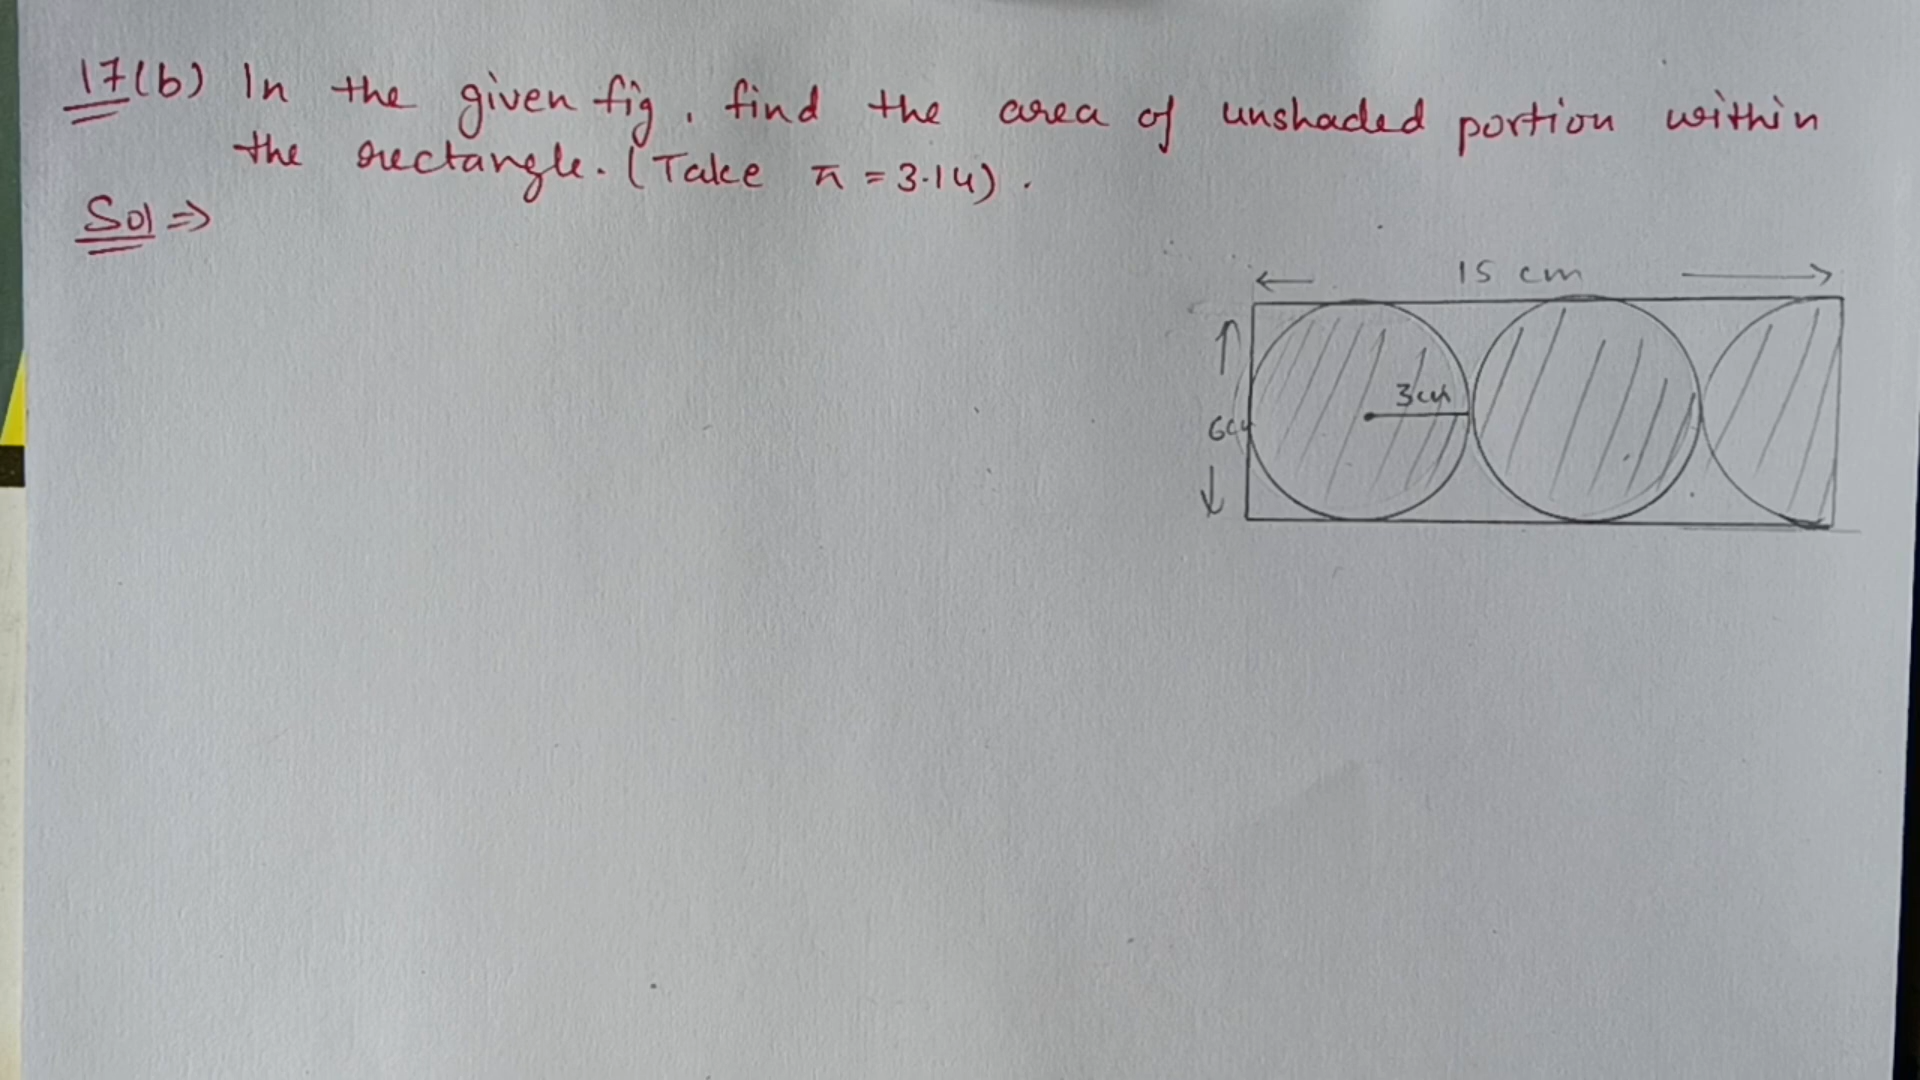 17(b) In the given fig. find the area of unshaded portion within
the rectangle. (Take π = 3.14).
Sol ⇒
15 cm
3cm
6cm